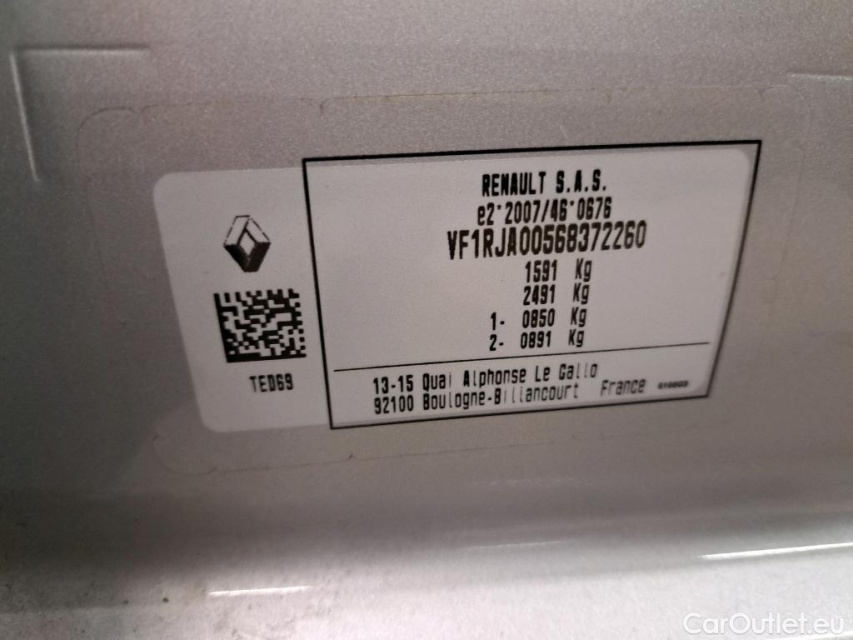 RENAULT S.A.S.
e2*2007/46*0676
VF1RJA00568372260
1591 Kg
2491 Kg
1- 0850 Kg
2- 0891 Kg
TED69
13-15 Quai Alphonse Le Gallo
92100 Boulogne-Billancourt France
CarOutlet.eu